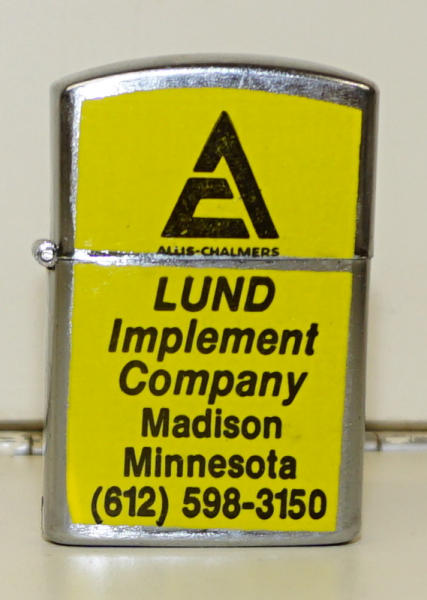 ALLIS-CHALMERS
LUND
Implement
Company
Madison
Minnesota
(612) 598-3150